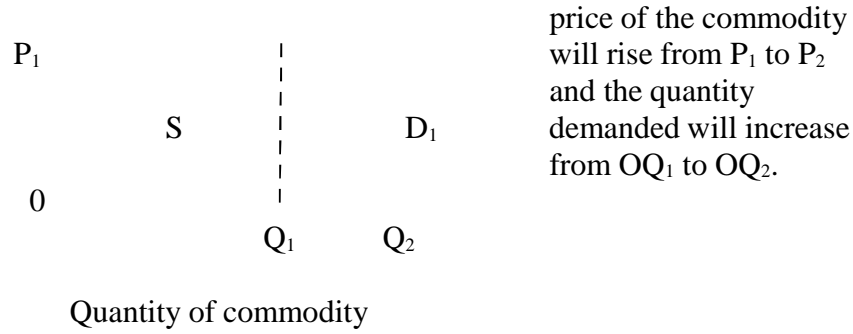 price of the commodity
P₁ will rise from P₁ to P₂
and the quantity
S D₁ demanded will increase
from OQ₁ to OQ₂.
0
Q₁ Q₂
Quantity of commodity